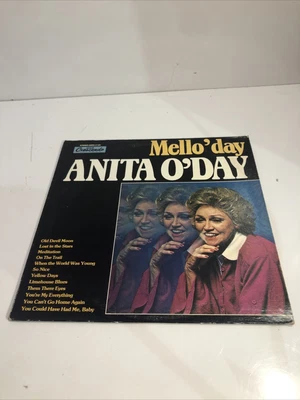 Mello'day
ANITA O'DAY
Old Devil Moon
Lost in the Stars
Meditation
On The Trail
When the World Was Young
So Nice
Yellow Days
Limehouse Blues
Them There Eyes
You're My Everything
You Can't Go Home Again
You Could Have Had Me, Baby